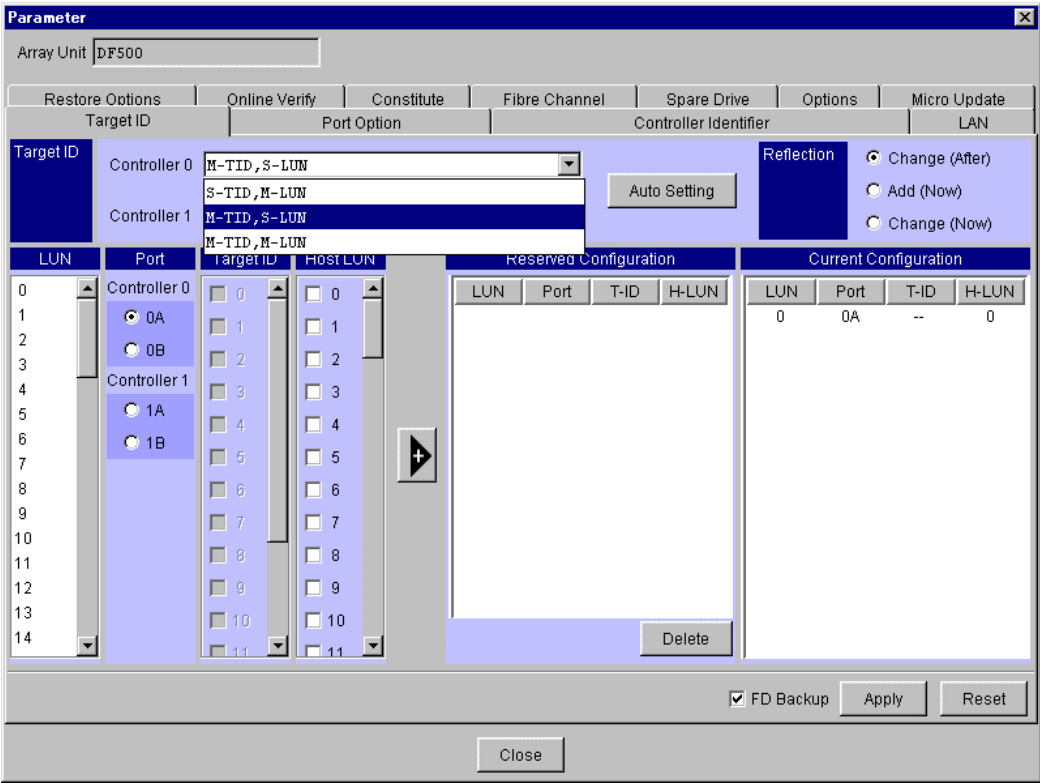 Parameter
Array Unit DF500
Restore Options Online Verify Constitute Fibre Channel Spare Drive Options Micro Update
Target ID Port Option Controller Identifier LAN
Target ID
Controller 0 M-TID,S-LUN
S-TID,M-LUN
Controller 1 M-TID,S-LUN
M-TID,M-LUN
Auto Setting
Reflection
Change (After)
Add (Now)
Change (Now)
LUN Port Target ID Host LUN Reserved Configuration Current Configuration
0
1
2
3
4
5
6
7
8
9
10
11
12
13
14
Controller 0
0A
0B
Controller 1
1A
1B
0
1
2
3
4
5
6
7
8
9
10
11
0
1
2
3
4
5
6
7
8
9
10
11
+
LUN Port T-ID H-LUN
Delete
LUN Port T-ID H-LUN
0 0A -- 0
FD Backup Apply Reset
Close